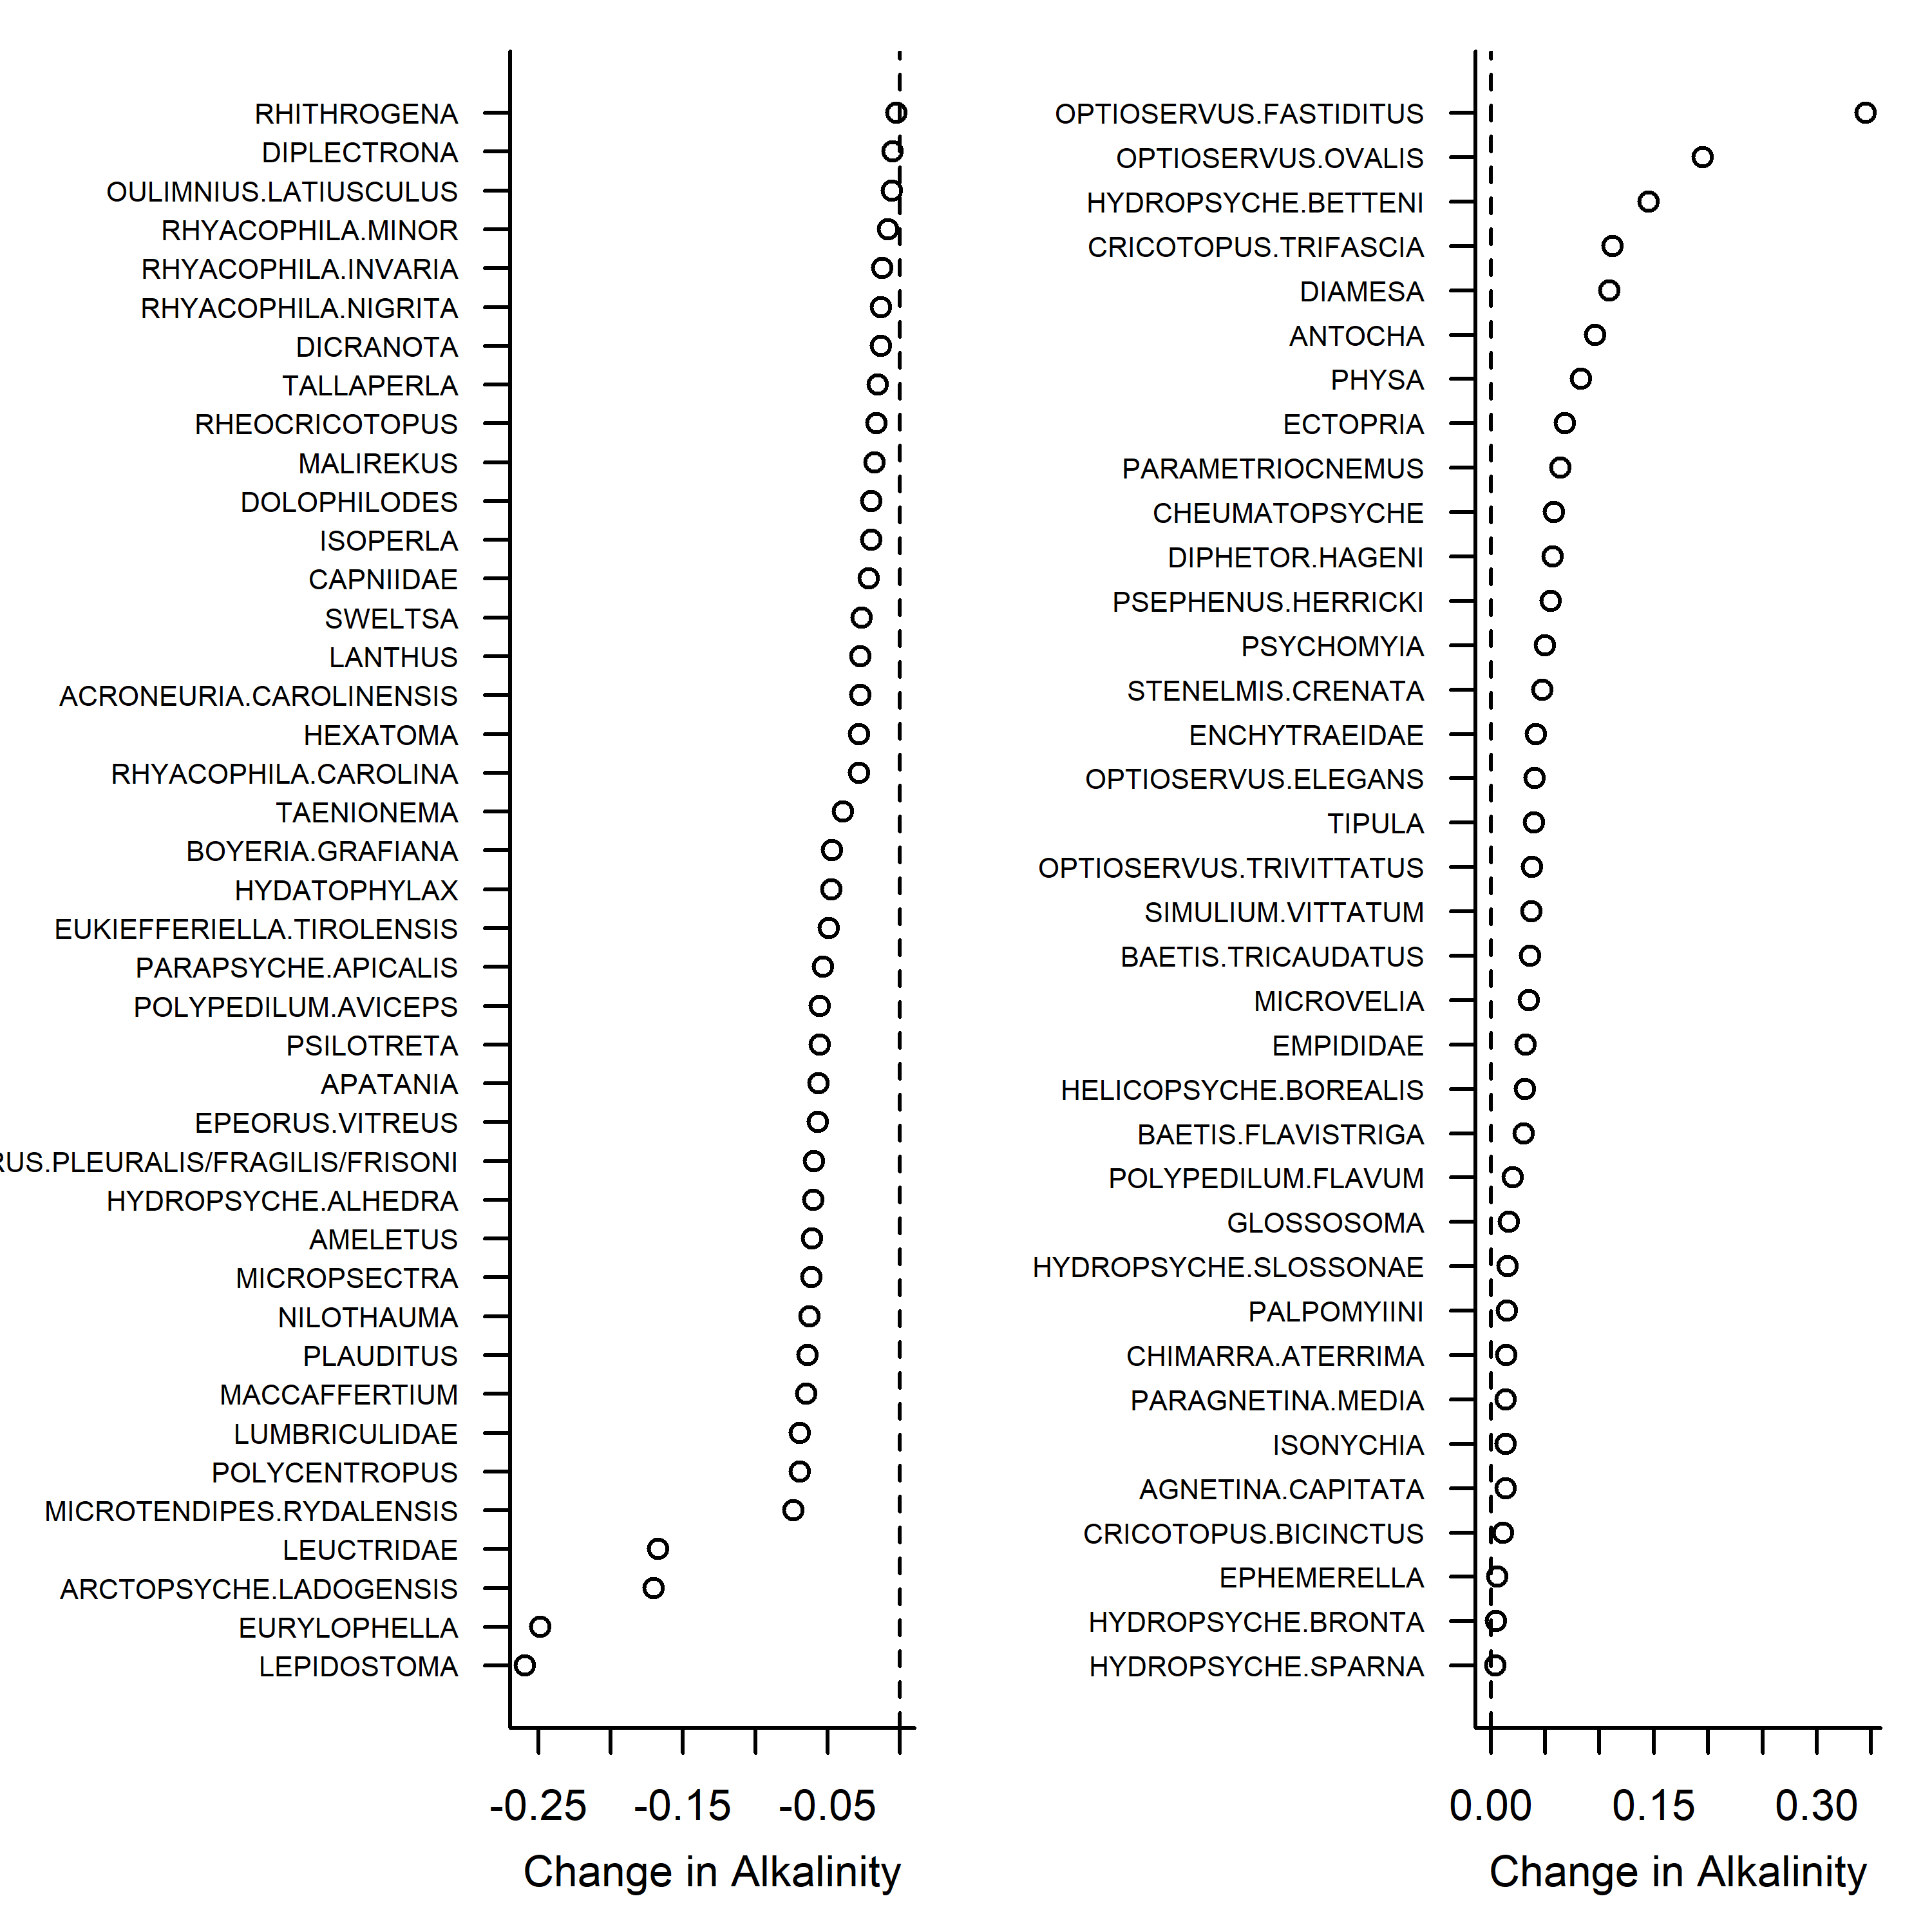 RHITHROGENA
DIPLECTRONA
OULIMNIUS.LATIUSCULUS
RHYACOPHILA.MINOR
RHYACOPHILA.INVARIA
RHYACOPHILA.NIGRITA
DICRANOTA
TALLAPERLA
RHEOCRICOTOPUS
MALIREKUS
DOLOPHILODES
ISOPERLA
CAPNIIDAE
SWELTSA
LANTHUS
ACRONEURIA.CAROLINENSIS
HEXATOMA
RHYACOPHILA.CAROLINA
TAENIONEMA
BOYERIA.GRAFIANA
HYDATOPHYLAX
EUKIEFFERIELLA.TIROLENSIS
PARAPSYCHE.APICALIS
POLYPEDILUM.AVICEPS
PSILOTRETA
APATANIA
EPEORUS.VITREUS
RUS.PLEURALIS/FRAGILIS/FRISONI
HYDROPSYCHE.ALHEDRA
AMELETUS
MICROPSECTRA
NILOTHAUMA
PLAUDITUS
MACCAFFERTIUM
LUMBRICULIDAE
POLYCENTROPUS
MICROTENDIPES.RYDALENSIS
LEUCTRIDAE
ARCTOPSYCHE.LADOGENSIS
EURYLOPHELLA
LEPIDOSTOMA
-0.25 -0.15 -0.05
Change in Alkalinity
OPTIOSERVUS.FASTIDITUS
OPTIOSERVUS.OVALIS
HYDROPSYCHE.BETTENI
CRICOTOPUS.TRIFASCIA
DIAMESA
ANTOCHA
PHYSA
ECTOPRIA
PARAMETRIOCNEMUS
CHEUMATOPSYCHE
DIPHETOR.HAGENI
PSEPHENUS.HERRICKI
PSYCHOMYIA
STENELMIS.CRENATA
ENCHYTRAEIDAE
OPTIOSERVUS.ELEGANS
TIPULA
OPTIOSERVUS.TRIVITTATUS
SIMULIUM.VITTATUM
BAETIS.TRICAUDATUS
MICROVELIA
EMPIDIDAE
HELICOPSYCHE.BOREALIS
BAETIS.FLAVISTRIGA
POLYPEDILUM.FLAVUM
GLOSSOSOMA
HYDROPSYCHE.SLOSSONAE
PALPOMYIINI
CHIMARRA.ATERRIMA
PARAGNETINA.MEDIA
ISONYCHIA
AGNETINA.CAPITATA
CRICOTOPUS.BICINCTUS
EPHEMERELLA
HYDROPSYCHE.BRONTA
HYDROPSYCHE.SPARNA
0.00 0.15 0.30
Change in Alkalinity